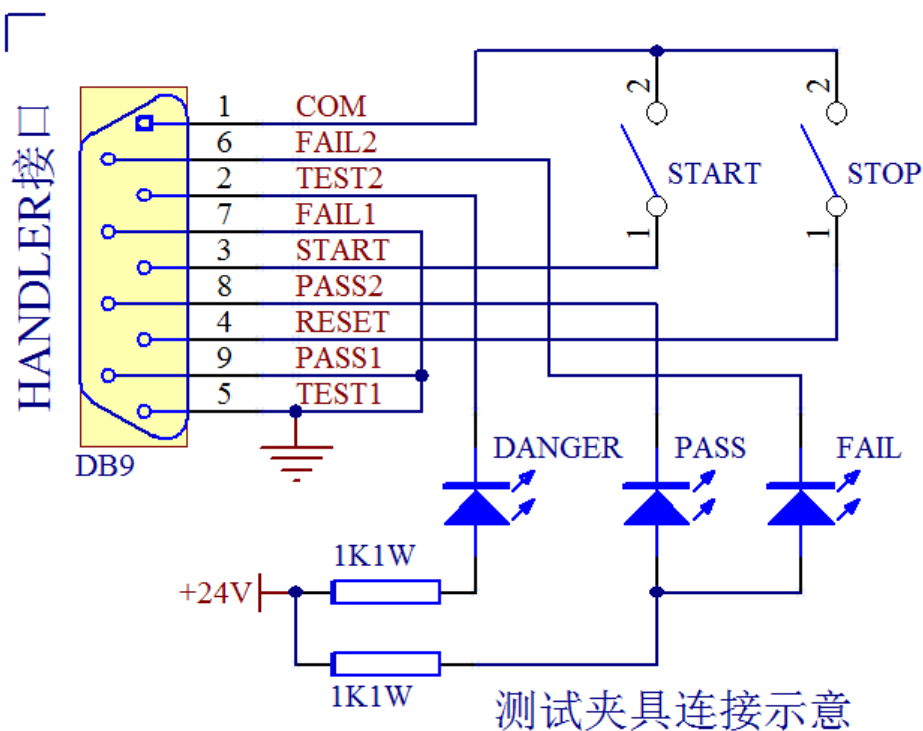 HANDLER接口
1 COM
6 FAIL2
2 TEST2
7 FAIL1
3 START
8 PASS2
4 RESET
9 PASS1
5 TEST1
DB9
2
START
1
2
STOP
1
DANGER
PASS
FAIL
1K1W
+24V
1K1W
测试夹具连接示意